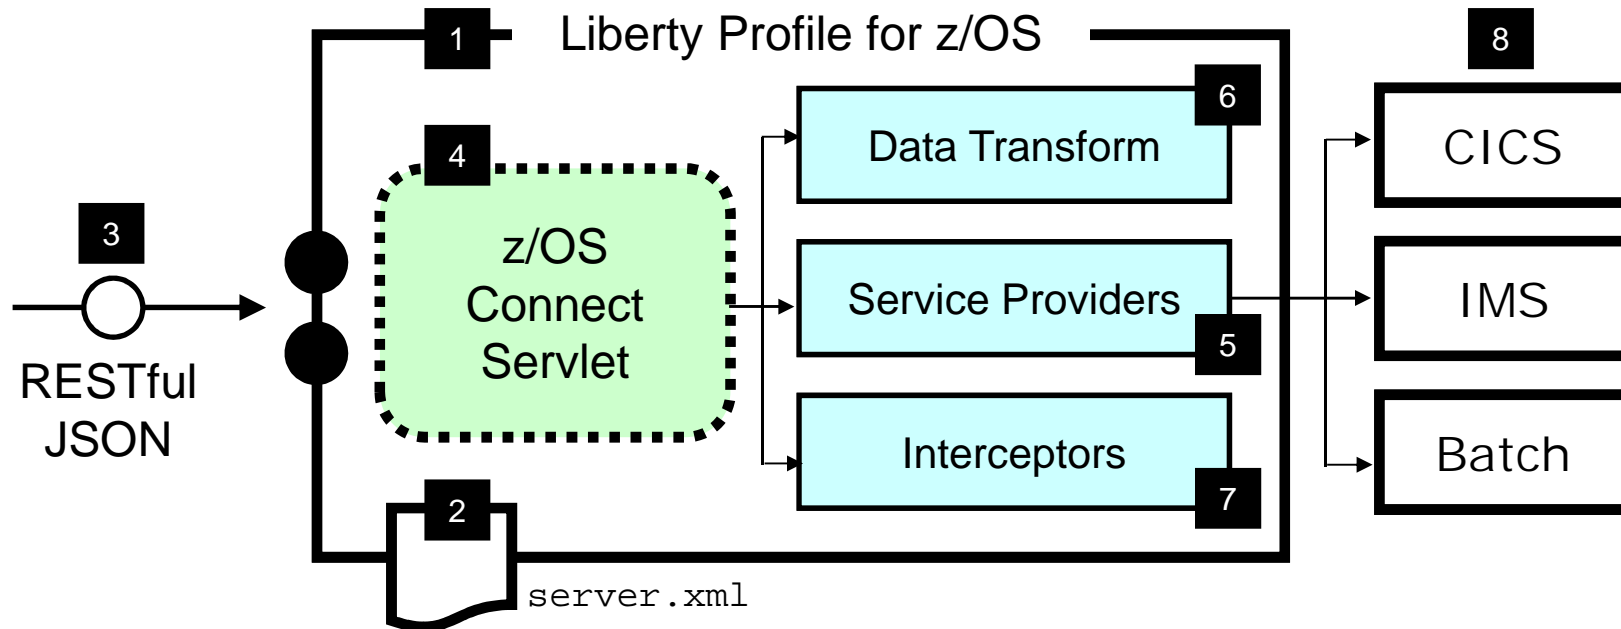 1
Liberty Profile for z/OS
8
6
Data Transform
CICS
4
3
z/OS
Connect
Servlet
Service Providers
5
IMS
RESTful
JSON
Interceptors
7
Batch
2
server.xml